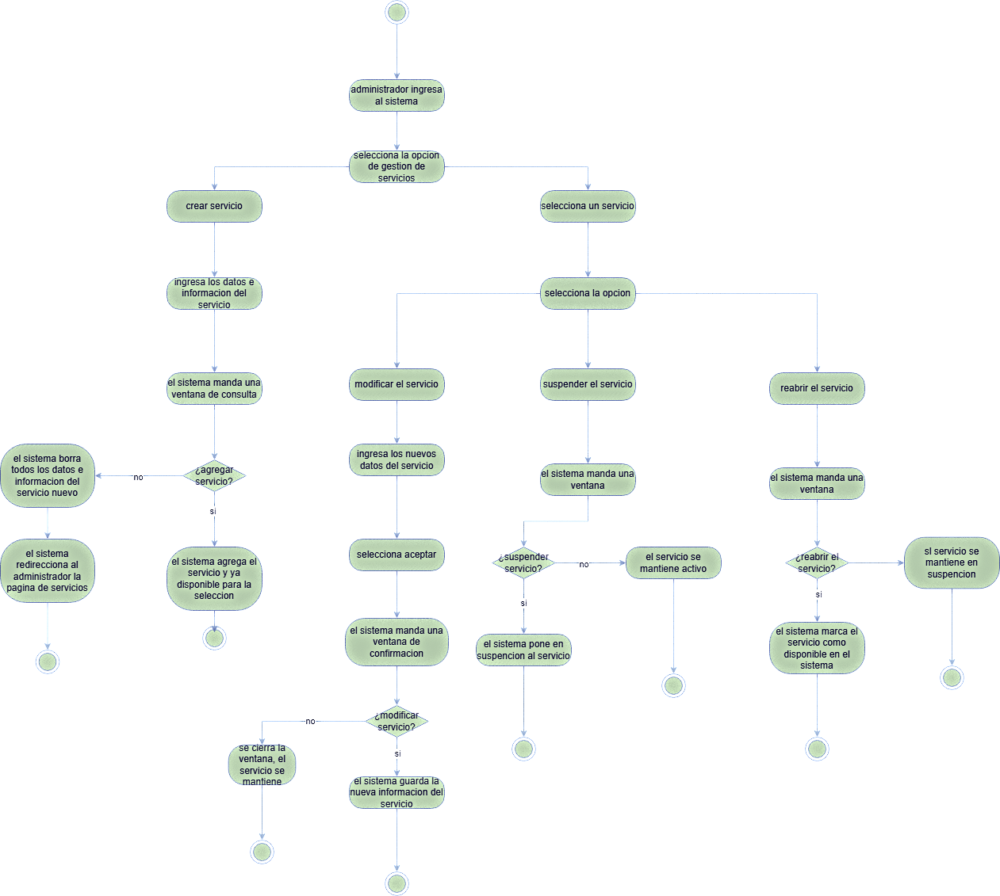 administrador ingresa
al sistema
selecciona la opcion
de gestion de
servicios
crear servicio
selecciona un servicio
ingresa los datos e
informacion del
servicio
selecciona la opcion
el sistema manda una
ventana de consulta
modificar el servicio
suspender el servicio
reabrir el servicio
el sistema borra
todos los datos e
informacion del
servicio nuevo
no
¿agregar
servicio?
si
ingresa los nuevos
datos del servicio
el sistema manda una
ventana
el sistema manda una
ventana
el sistema
redirecciona al
administrador la
pagina de servicios
el sistema agrega el
servicio y ya
disponible para la
seleccion
selecciona aceptar
¿suspender
servicio?
no
si
el servicio se
mantiene activo
¿reabrir el
servicio?
si
sl servicio se
mantiene en
suspencion
el sistema manda una
ventana de
confirmacion
el sistema pone en
suspencion al servicio
el sistema marca el
servicio como
disponible en el
sistema
¿modificar
servicio?
no
si
se cierra la
ventana, el
servicio se
mantiene
el sistema guarda la
nueva informacion del
servicio